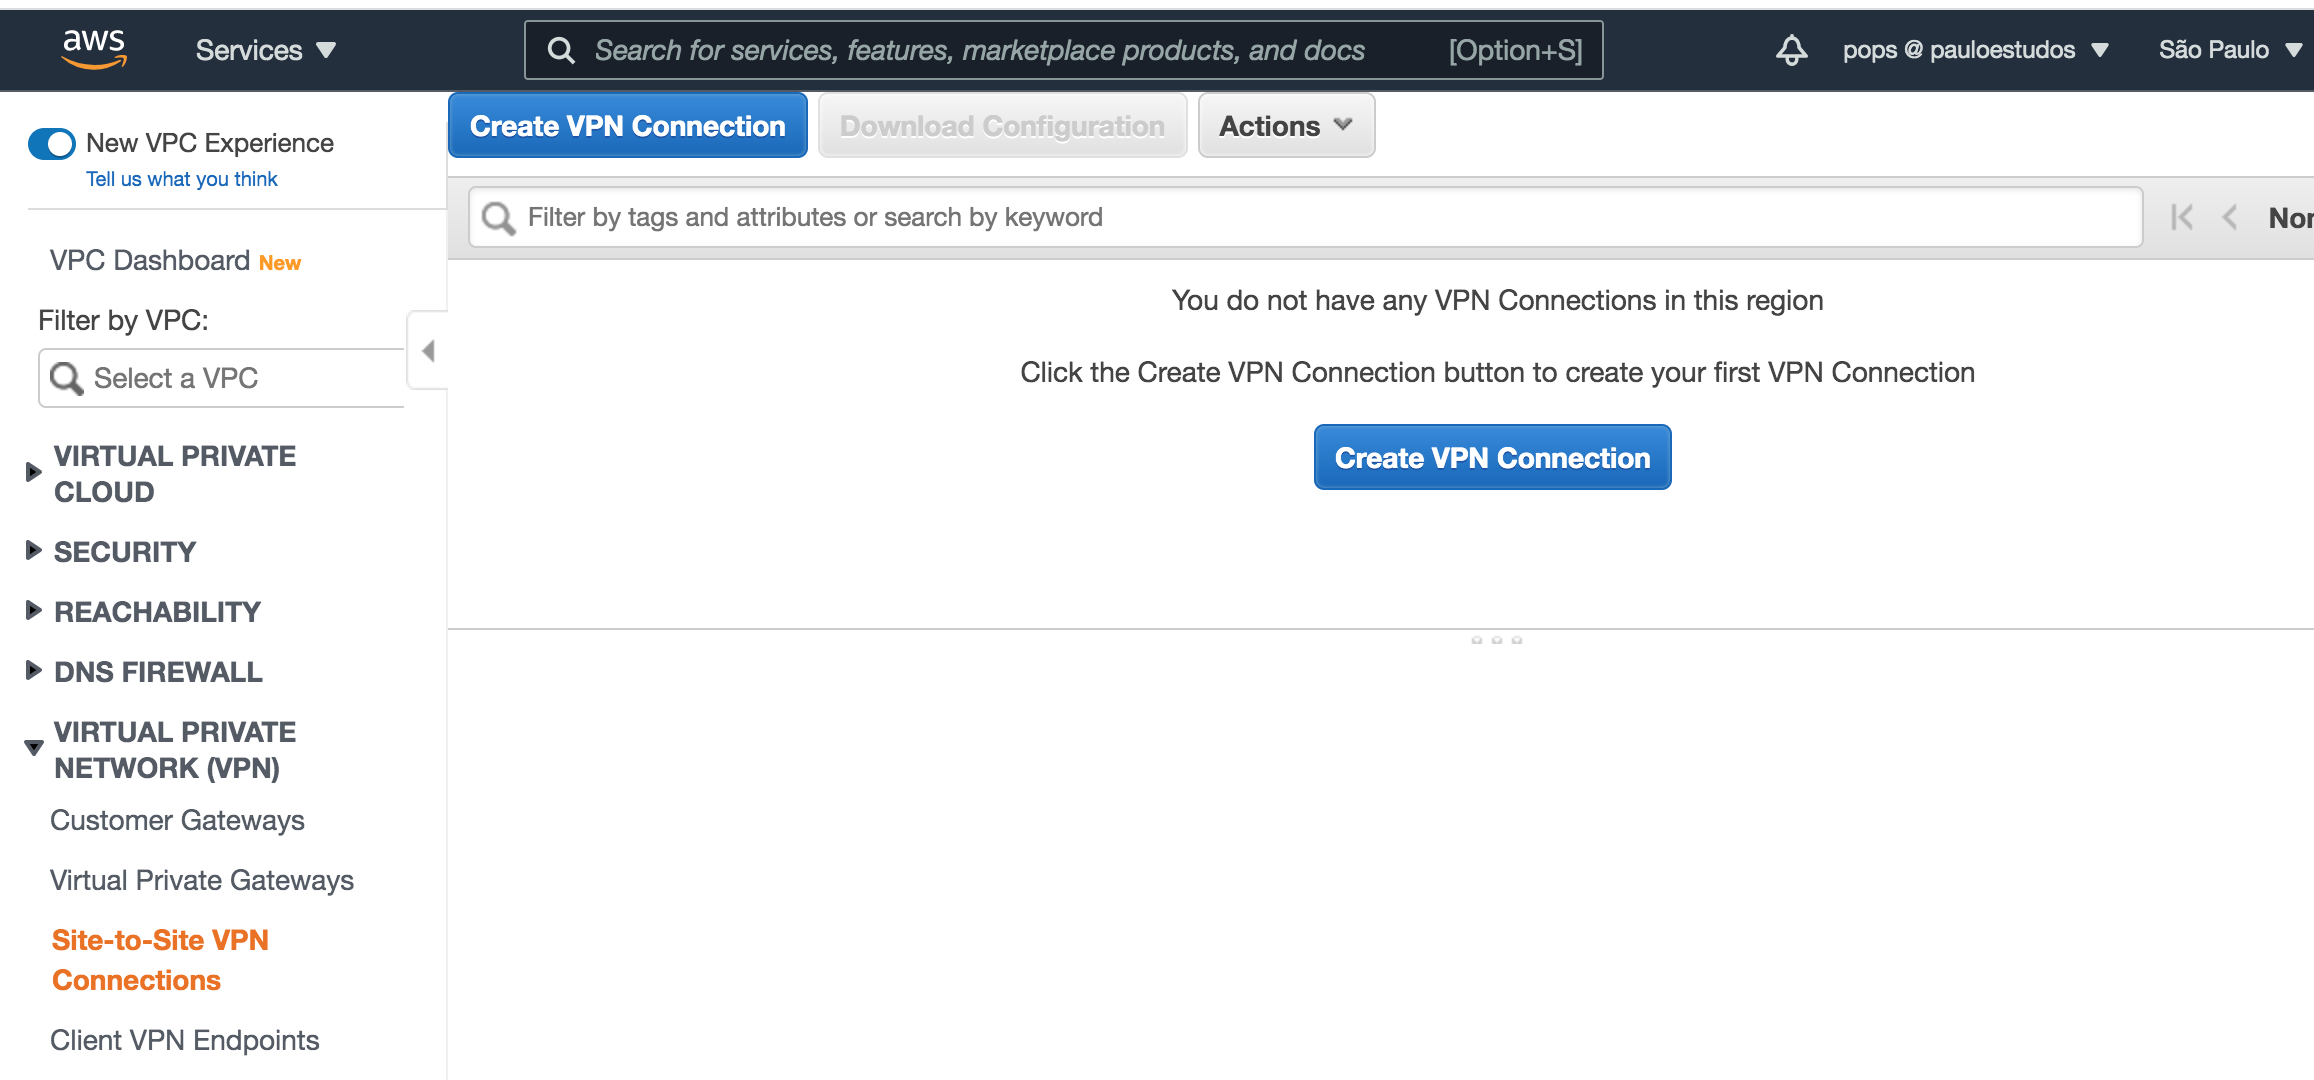 aws
Services
Search for services, features, marketplace products, and docs [Option+S]
pops @ pauloestudos
São Paulo
New VPC Experience
Tell us what you think
VPC Dashboard New
Filter by VPC:
Select a VPC
VIRTUAL PRIVATE
CLOUD
SECURITY
REACHABILITY
DNS FIREWALL
VIRTUAL PRIVATE
NETWORK (VPN)
Customer Gateways
Virtual Private Gateways
Site-to-Site VPN
Connections
Client VPN Endpoints
Create VPN Connection
Download Configuration
Actions
Filter by tags and attributes or search by keyword
You do not have any VPN Connections in this region
Click the Create VPN Connection button to create your first VPN Connection
Create VPN Connection